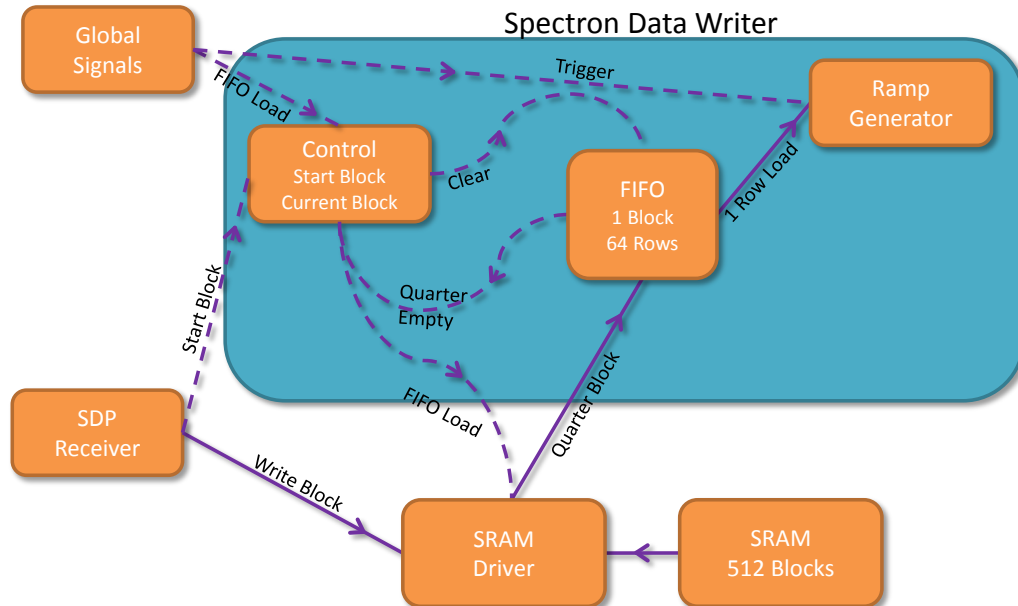 Spectron Data Writer
Global
Signals
Trigger
FIFO Load
Ramp
Generator
Control
Start Block
Current Block
Clear
FIFO
1 Block
64 Rows
1 Row Load
Start Block
Quarter
Empty
FIFO Load
Quarter Block
SDP
Receiver
Write Block
SRAM
Driver
SRAM
512 Blocks